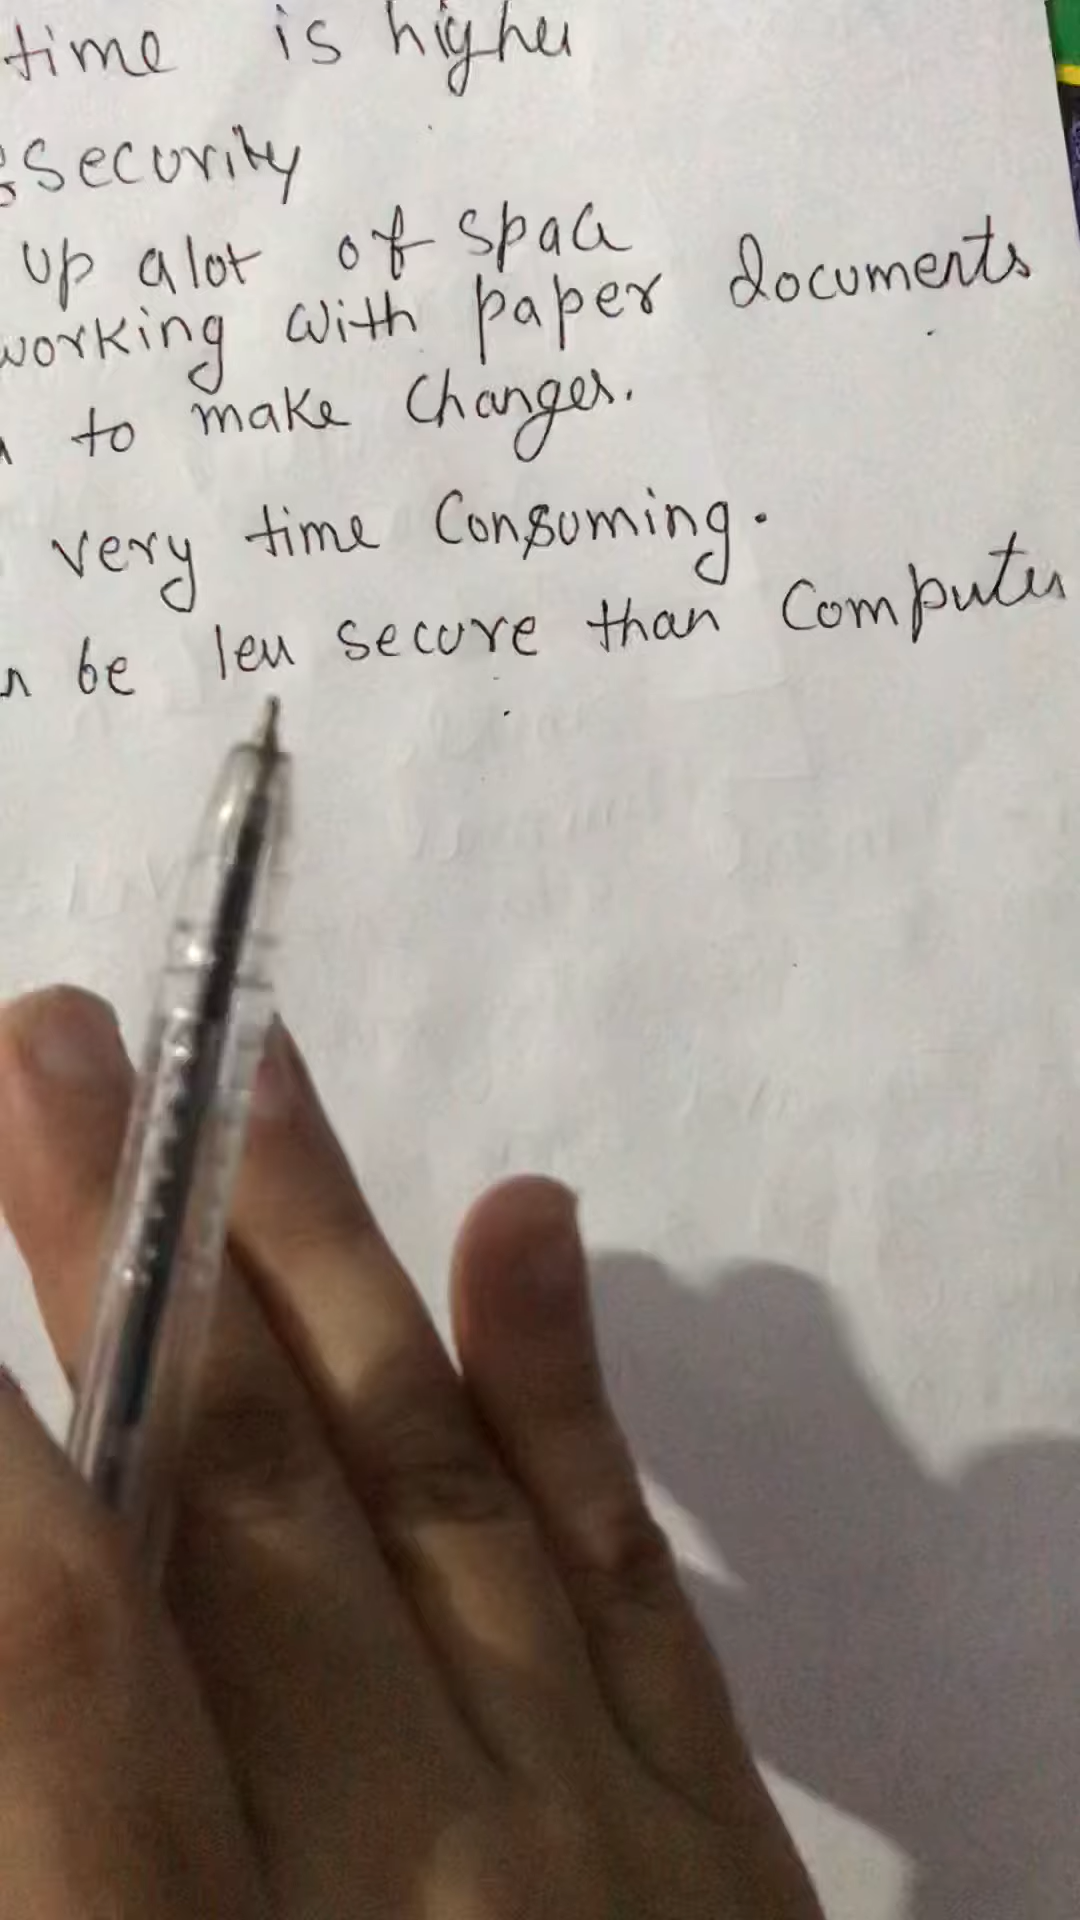 time is higher
Security
up alot of space
working with paper documents
to make changes.
very time consuming.
be less secure than computer